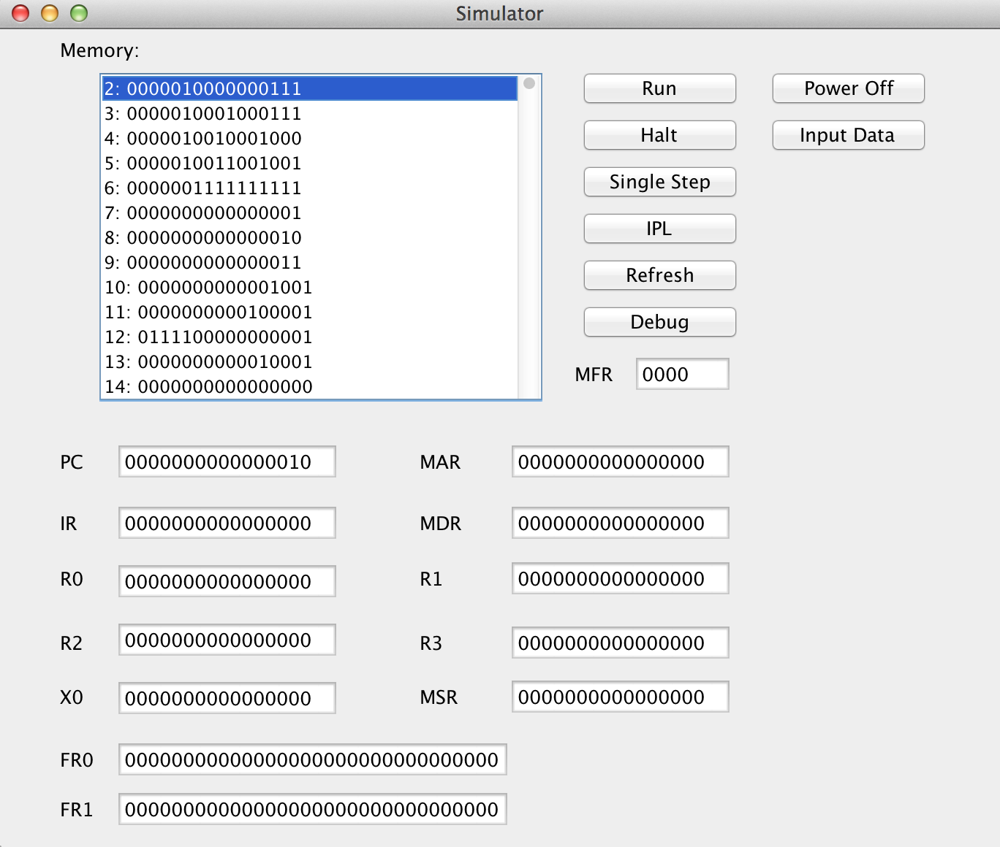 Simulator
Memory:
2: 0000010000000111
3: 0000010001000111
4: 0000010010001000
5: 0000010011001001
6: 0000001111111111
7: 0000000000000001
8: 0000000000000010
9: 0000000000000011
10: 0000000000001001
11: 0000000000100001
12: 0111100000000001
13: 0000000000010001
14: 0000000000000000
Run Power Off
Halt Input Data
Single Step
IPL
Refresh
Debug
MFR 0000
PC 0000000000000010 MAR 0000000000000000
IR 0000000000000000 MDR 0000000000000000
R0 0000000000000000 R1 0000000000000000
R2 0000000000000000 R3 0000000000000000
X0 0000000000000000 MSR 0000000000000000
FR0 00000000000000000000000000000000
FR1 00000000000000000000000000000000